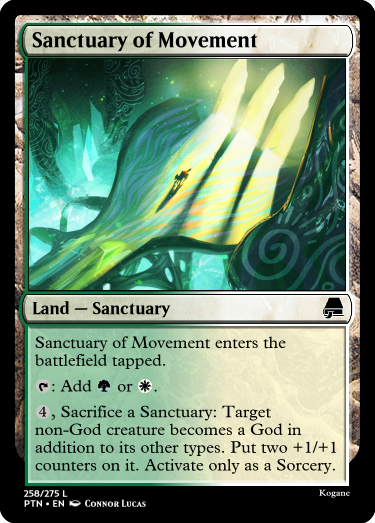 Sanctuary of Movement
Land — Sanctuary
Sanctuary of Movement enters the
battlefield tapped.
: Add or .
4, Sacrifice a Sanctuary: Target
non-God creature becomes a God in
addition to its other types. Put two +1/+1
counters on it. Activate only as a Sorcery.
258/275 L
PTN • EN Connor Lucas
Kogane